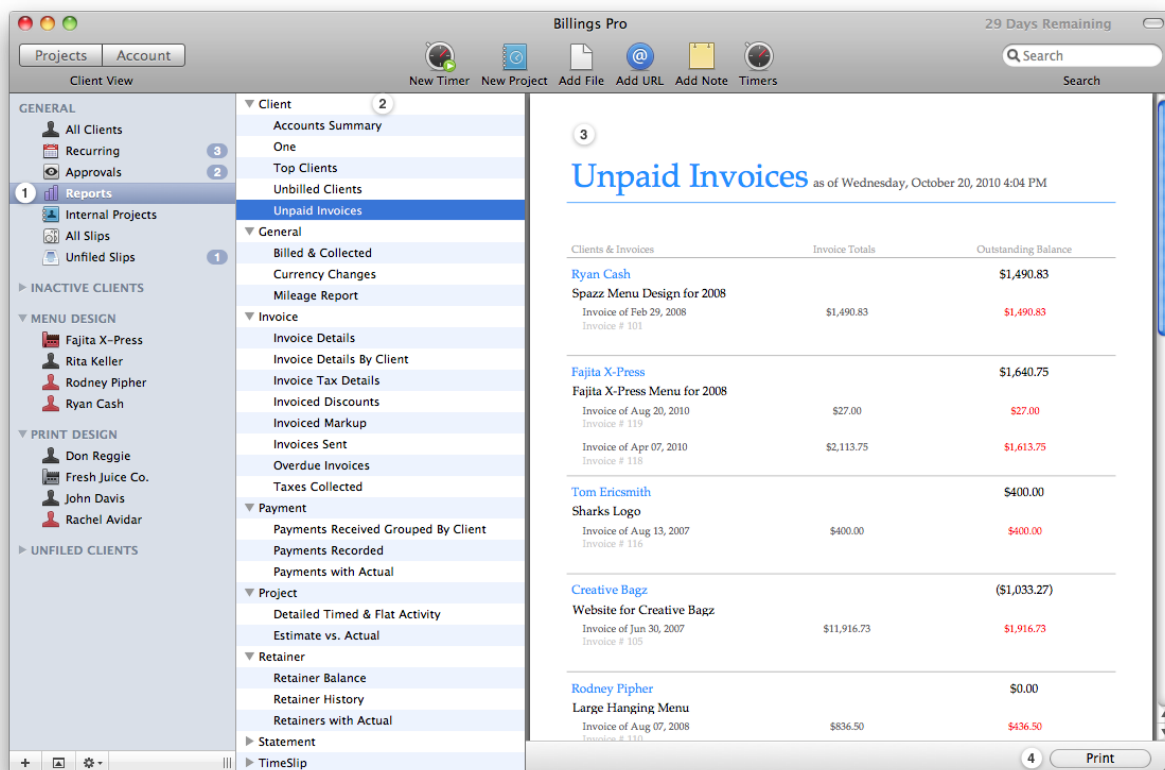 Billings Pro
29 Days Remaining
Projects
Account
Client View
New Timer
New Project
Add File
Add URL
Add Note
Timers
Search
Search
GENERAL
All Clients
Recurring 3
Approvals 2
1 Reports
Internal Projects
All Slips
Unfiled Slips 1
INACTIVE CLIENTS
MENU DESIGN
Fajita X-Press
Rita Keller
Rodney Pipher
Ryan Cash
PRINT DESIGN
Don Reggie
Fresh Juice Co.
John Davis
Rachel Avidar
UNFILED CLIENTS
Client 2
Accounts Summary
One
Top Clients
Unbilled Clients
Unpaid Invoices
General
Billed & Collected
Currency Changes
Mileage Report
Invoice
Invoice Details
Invoice Details By Client
Invoice Tax Details
Invoiced Discounts
Invoiced Markup
Invoices Sent
Overdue Invoices
Taxes Collected
Payment
Payments Received Grouped By Client
Payments Recorded
Payments with Actual
Project
Detailed Timed & Flat Activity
Estimate vs. Actual
Retainer
Retainer Balance
Retainer History
Retainers with Actual
Statement
TimeSlip
3
Unpaid Invoices as of Wednesday, October 20, 2010 4:04 PM
Clients & Invoices Invoice Totals Outstanding Balance
Ryan Cash $1,490.83
Spazz Menu Design for 2008
Invoice of Feb 29, 2008 $1,490.83 $1,490.83
Invoice # 101
Fajita X-Press $1,640.75
Fajita X-Press Menu for 2008
Invoice of Aug 20, 2010 $27.00 $27.00
Invoice # 119
Invoice of Apr 07, 2010 $2,113.75 $1,613.75
Invoice # 118
Tom Ericsmith $400.00
Sharks Logo
Invoice of Aug 13, 2007 $400.00 $400.00
Invoice # 116
Creative Bagz ($1,033.27)
Website for Creative Bagz
Invoice of Jun 30, 2007 $11,916.73 $1,916.73
Invoice # 105
Rodney Pipher $0.00
Large Hanging Menu
Invoice of Aug 07, 2008 $836.50 $436.50
Invoice # 110
4 Print